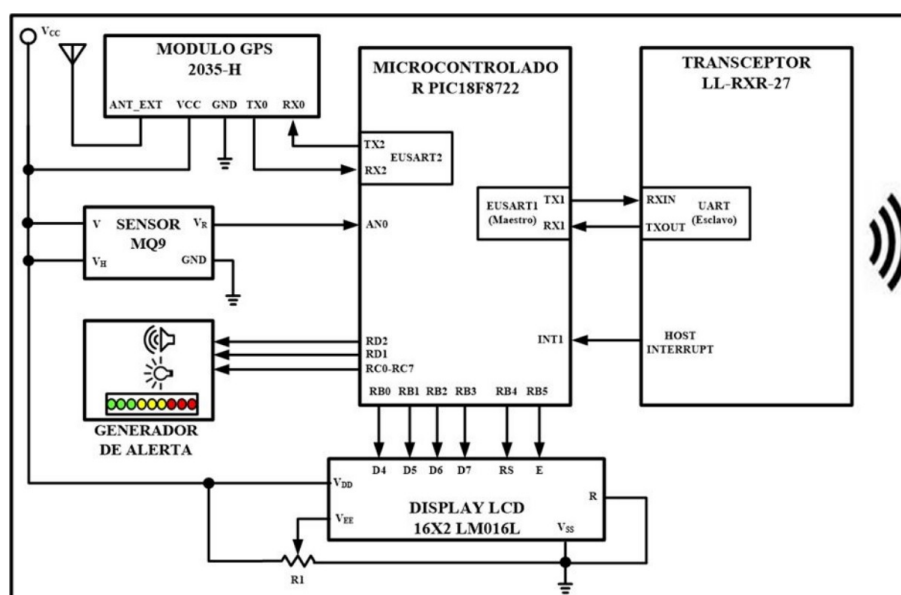 VCC
MODULO GPS
2035-H
ANT_EXT VCC GND TX0 RX0
MICROCONTROLADO
R PIC18F8722
TX2
RX2
EUSART2
EUSART1
(Maestro)
TX1
RX1
AN0
INT1
RD2
RD1
RC0-RC7
RB0 RB1 RB2 RB3 RB4 RB5
TRANSCEPTOR
LL-RXR-27
RXIN
TXOUT
UART
(Esclavo)
HOST
INTERRUPT
V
VH
SENSOR
MQ9
VR
GND
GENERADOR
DE ALERTA
D4 D5 D6 D7 RS E
VDD
VEE
DISPLAY LCD
16X2 LM016L
R
VSS
R1